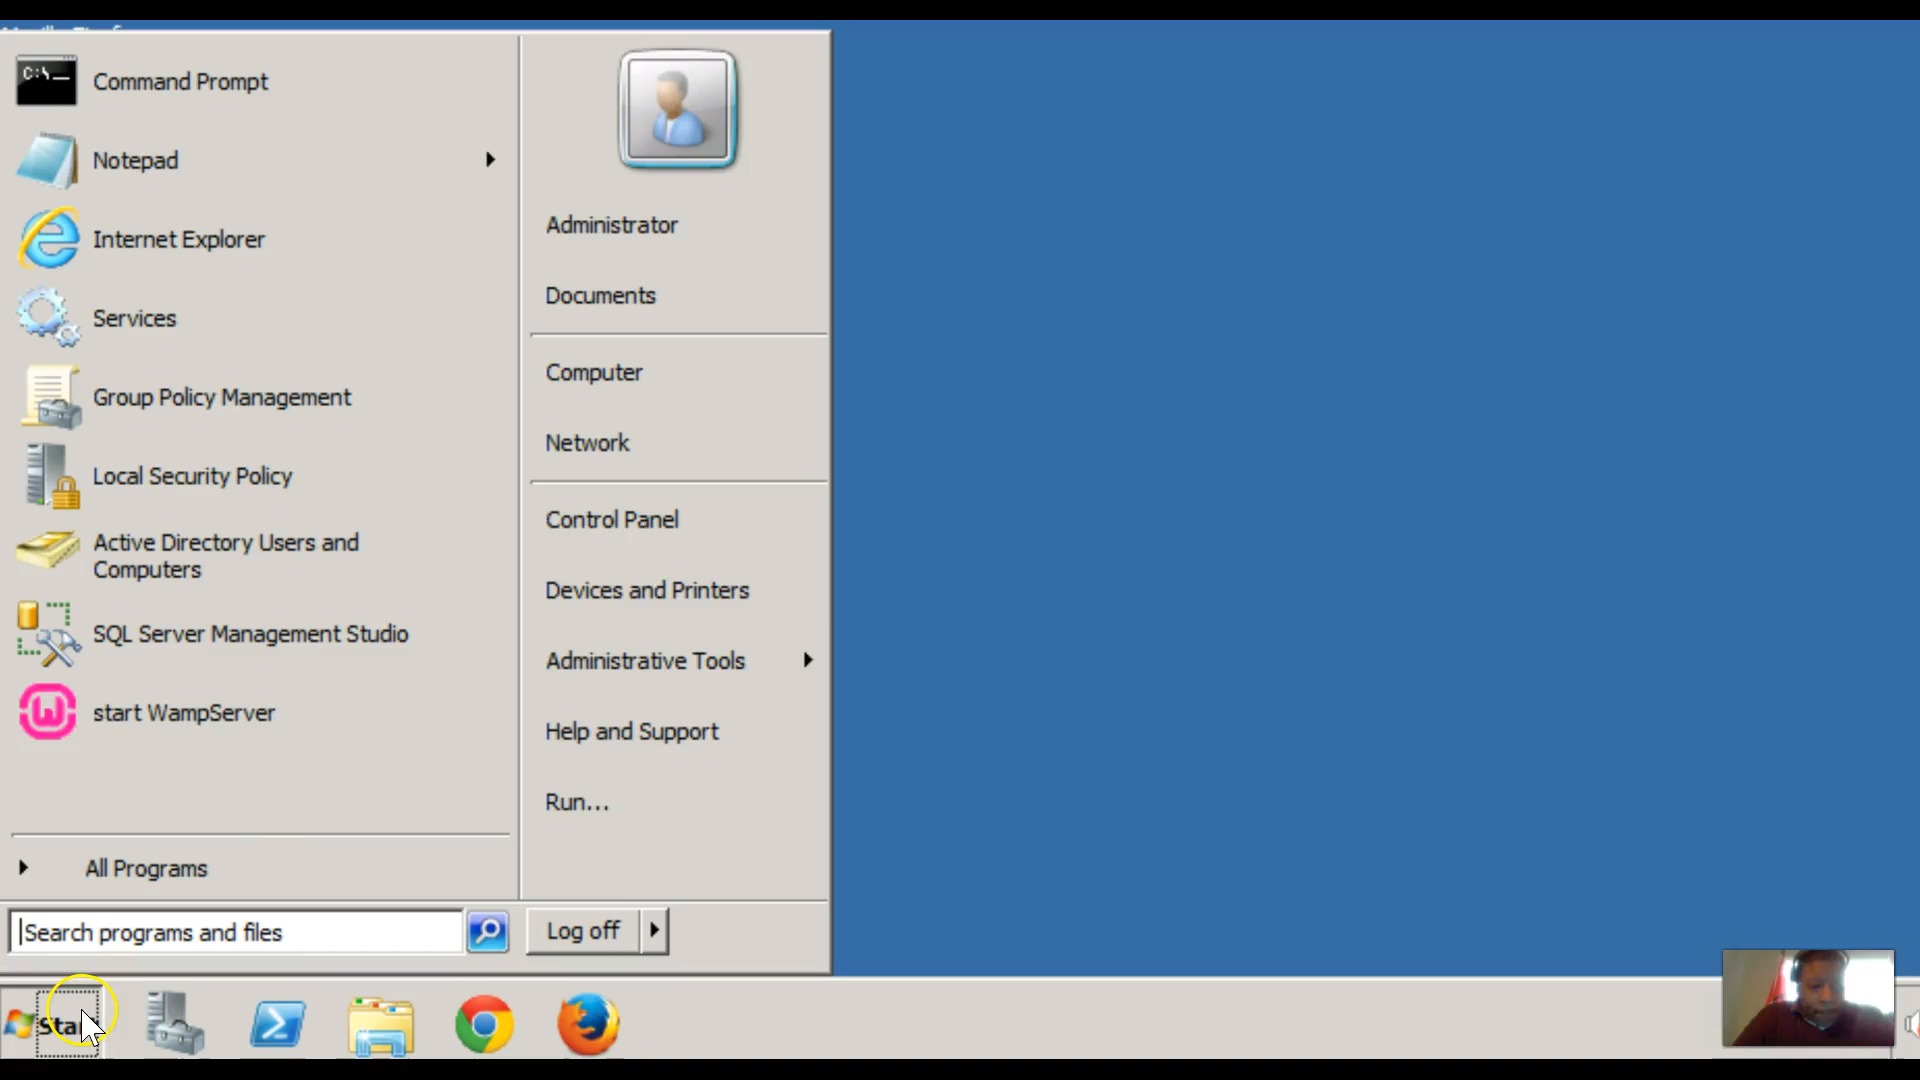 C:\_
Command Prompt
Notepad
Internet Explorer
Services
Group Policy Management
Local Security Policy
Active Directory Users and
Computers
SQL Server Management Studio
start WampServer
All Programs
Search programs and files
Administrator
Documents
Computer
Network
Control Panel
Devices and Printers
Administrative Tools
Help and Support
Run...
Log off
Start